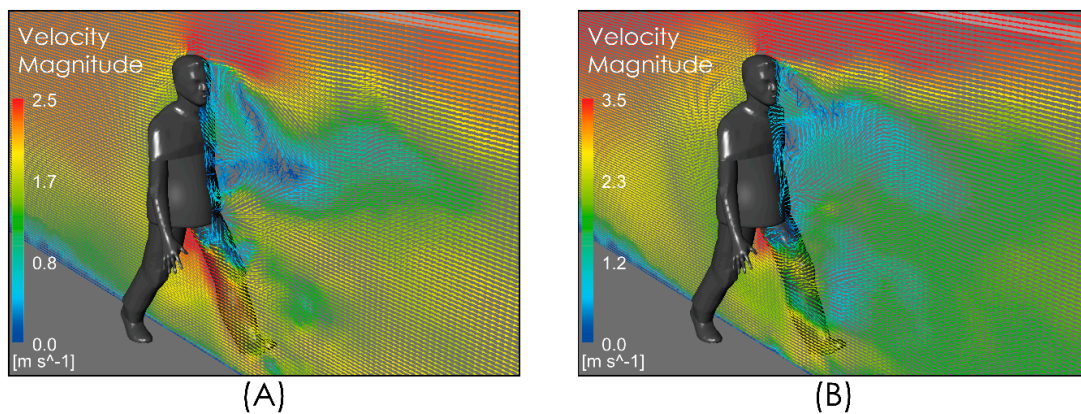 Velocity
Magnitude
2.5
1.7
0.8
0.0
[m s^-1]
(A)
Velocity
Magnitude
3.5
2.3
1.2
0.0
[m s^-1]
(B)